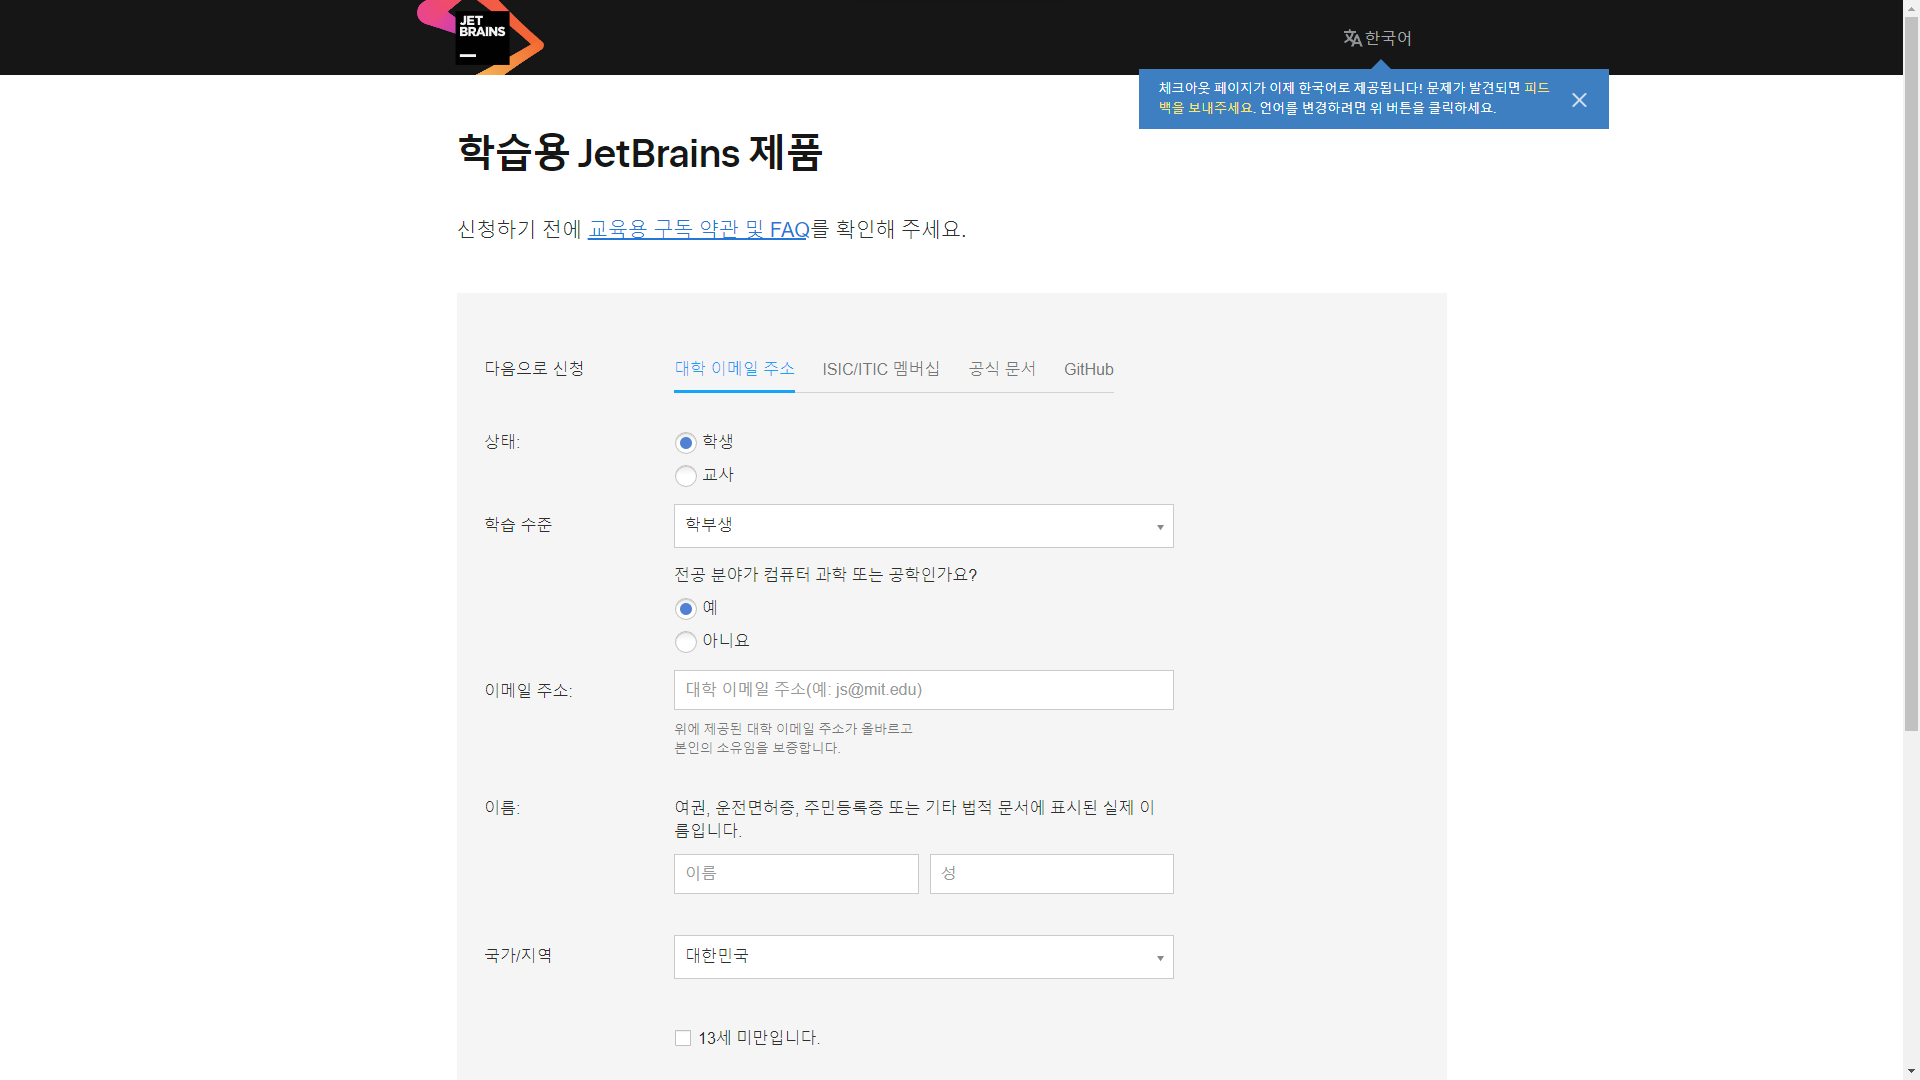 JET
BRAINS
한국어
체크아웃 페이지가 이제 한국어로 제공됩니다! 문제가 발견되면 피드
백을 보내주세요. 언어를 변경하려면 위 버튼을 클릭하세요.
학습용 JetBrains 제품
신청하기 전에 교육용 구독 약관 및 FAQ를 확인해 주세요.
다음으로 신청
대학 이메일 주소 ISIC/ITIC 멤버십 공식 문서 GitHub
상태:
학생
교사
학습 수준
학부생
전공 분야가 컴퓨터 과학 또는 공학인가요?
예
아니요
이메일 주소:
대학 이메일 주소(예: js@mit.edu)
위에 제공된 대학 이메일 주소가 올바르고
본인의 소유임을 보증합니다.
이름:
여권, 운전면허증, 주민등록증 또는 기타 법적 문서에 표시된 실제 이
름입니다.
이름 성
국가/지역
대한민국
13세 미만입니다.